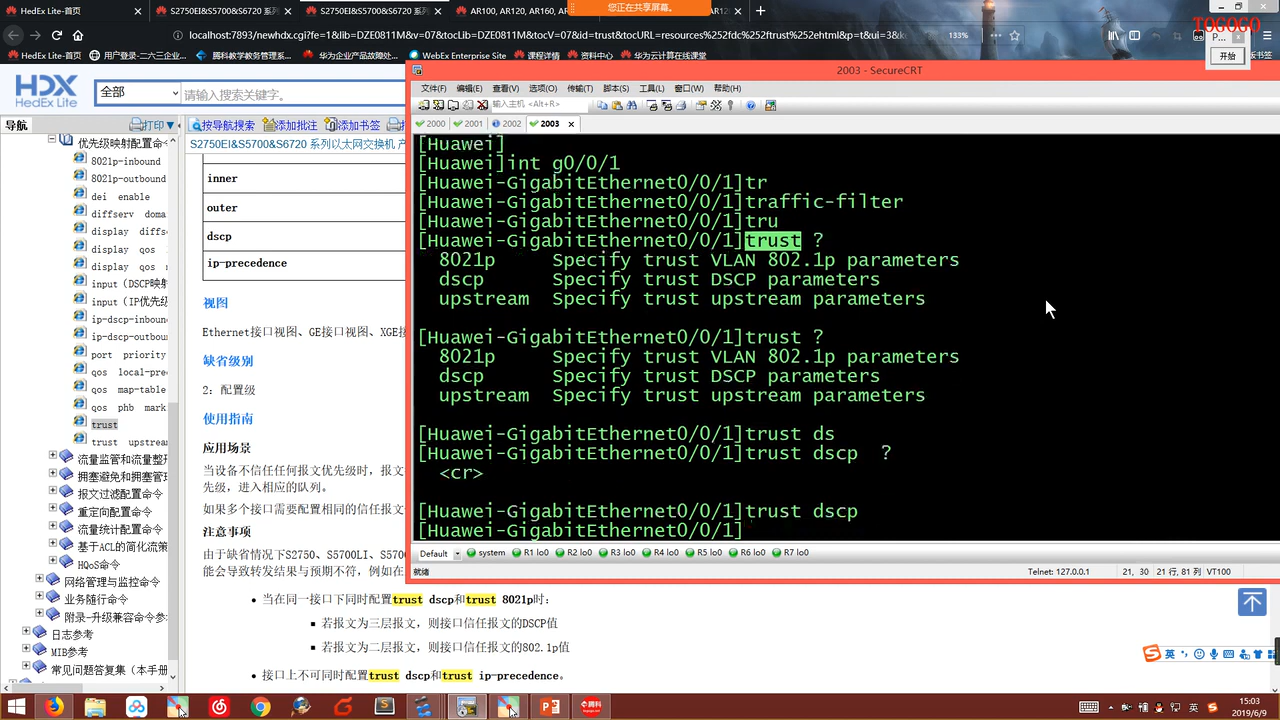 HedEx Lite
S2750EI&S5700&S6720 系列
S2750EI&S5700&S6720 系列
AR100, AR120, AR160, A
您正在共享屏幕。
TOGOGO
localhost:7893/newhdx.cgi?fe=1&lib=DZE0811M&v=07&tocLib=DZE0811M&tocV=07&id=trust&tocURL=resources%252fdc%252ftrust%252ehtml&p=t&ui=3&k
133%
P...
开始
HedEx Lite
用户登录-二六三企业...
腾科教学教务管理系...
华为企业产品故障处...
WebEx Enterprise Site
课程详情
资料中心
华为云计算在线课堂
HDX
HedEx Lite
全部
请输入搜索关键字。
导航
打印▼
按导航搜索
添加批注
添加书签
S2750EI&S5700&S6720 系列以太网交换机 产
优先级映射配置命
8021p-inbound
8021p-outbound
dei enable
diffserv doma
display diffs
display qos
display qos
input (DSCP映射
input (IP优先级
ip-dscp-inboun
ip-dscp-outbou
port priority
qos local-pre
qos map-table
qos phb mark
trust
trust upstrea
流量监管和流量整形
拥塞避免和拥塞管理
报文过滤配置命令
重定向配置命令
流量统计配置命令
基于ACL的简化流策
HQoS命令
网络管理与监控命令
业务随行命令
附录-升级兼容命令参
日志参考
MIB参考
常见问题答复集（本手册
inner
outer
dscp
ip-precedence
视图
Ethernet接口视图、GE接口视图、XGE接
缺省级别
2：配置级
使用指南
应用场景
当设备不信任任何报文优先级时，报文
先级，进入相应的队列。
如果多个接口需要配置相同的信任报文
注意事项
由于缺省情况下S2750、S5700LI、S5700
能会导致转发结果与预期不符，例如在
• 当在同一接口下同时配置trust dscp和trust 8021p时：
▪ 若报文为三层报文，则接口信任报文的DSCP值
▪ 若报文为二层报文，则接口信任报文的802.1p值
• 接口上不可同时配置trust dscp和trust ip-precedence。
2003 - SecureCRT
文件(F) 编辑(E) 查看(V) 选项(O) 传输(T) 脚本(S) 工具(L) 窗口(W) 帮助(H)
输入主机 <Alt+R>
2000
2001
2002
2003
[Huawei]
[Huawei]int g0/0/1
[Huawei-GigabitEthernet0/0/1]tr
[Huawei-GigabitEthernet0/0/1]traffic-filter
[Huawei-GigabitEthernet0/0/1]tru
[Huawei-GigabitEthernet0/0/1]trust ?
8021p Specify trust VLAN 802.1p parameters
dscp Specify trust DSCP parameters
upstream Specify trust upstream parameters
[Huawei-GigabitEthernet0/0/1]trust ?
8021p Specify trust VLAN 802.1p parameters
dscp Specify trust DSCP parameters
upstream Specify trust upstream parameters
[Huawei-GigabitEthernet0/0/1]trust ds
[Huawei-GigabitEthernet0/0/1]trust dscp ?
<cr>
[Huawei-GigabitEthernet0/0/1]trust dscp
[Huawei-GigabitEthernet0/0/1]
Default
system
R1 lo0
R2 lo0
R3 lo0
R4 lo0
R5 lo0
R6 lo0
R7 lo0
就绪
Telnet: 127.0.0.1
21, 30
21 行, 81 列
VT100
英
英
15:03
2019/6/9